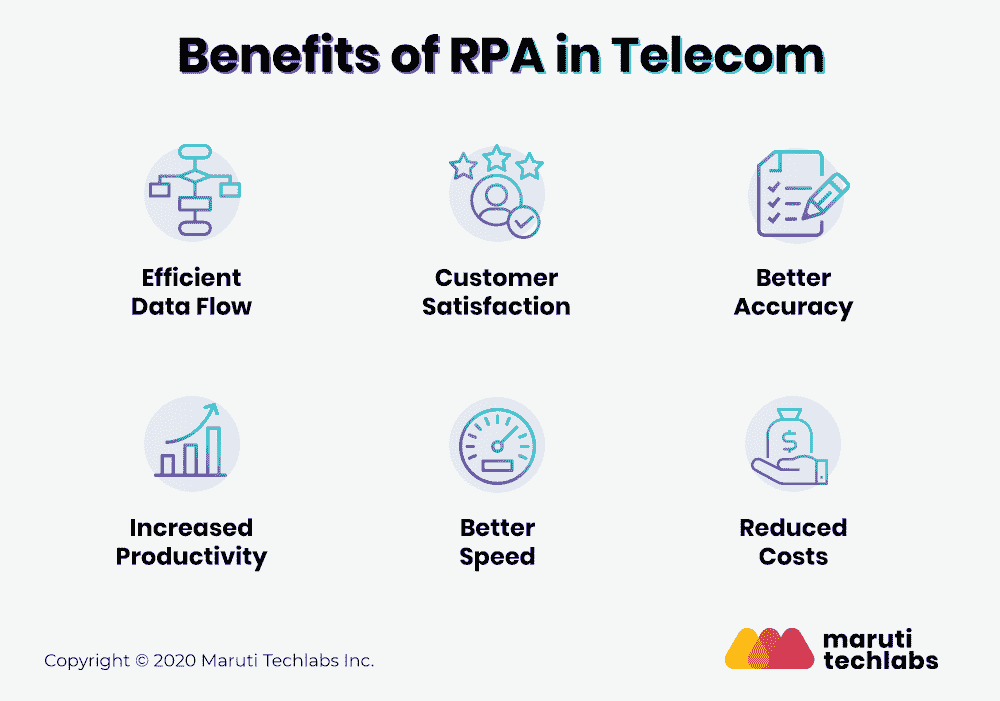 Benefits of RPA in Telecom
Efficient
Data Flow
Customer
Satisfaction
Better
Accuracy
Increased
Productivity
Better
Speed
$
Reduced
Costs
Copyright © 2020 Maruti Techlabs Inc.
maruti
techlabs